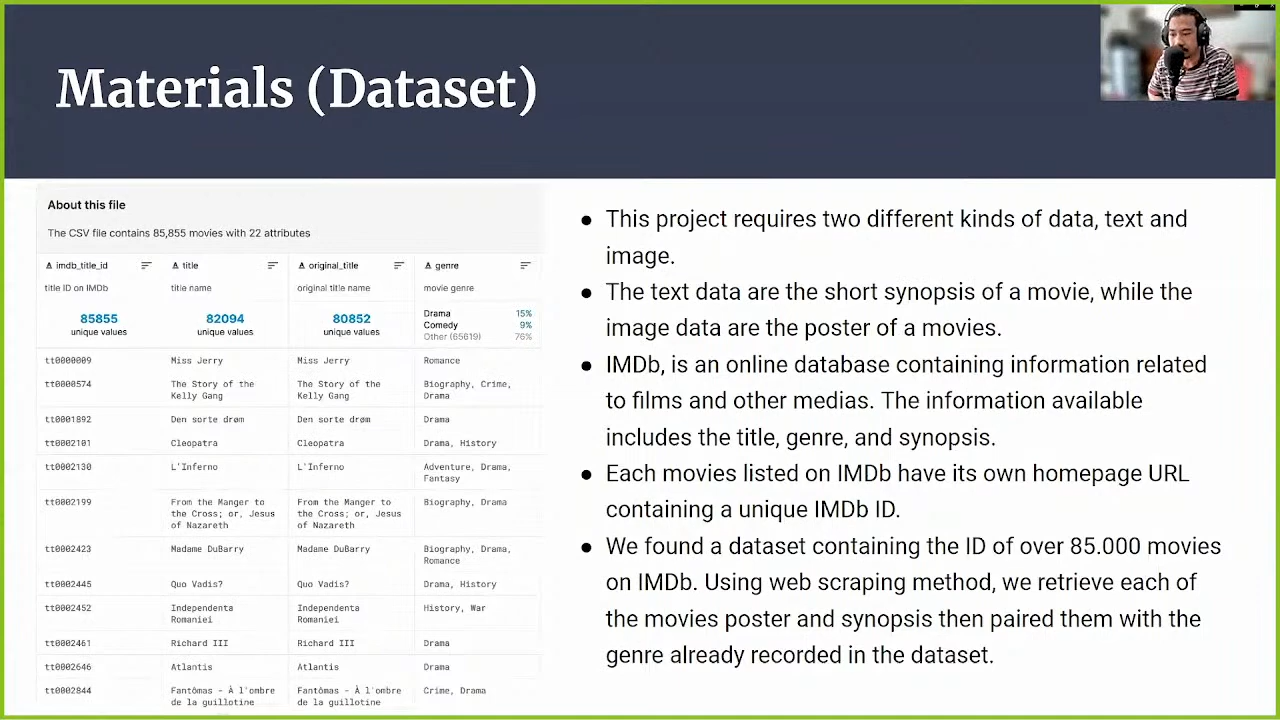 Materials (Dataset)
About this file
The CSV file contains 85,855 movies with 22 attributes
A imdb_title_id A title A original_title A genre
title ID on IMDb title name original title name movie genre
85855 unique values 82094 unique values 80852 unique values
Drama 15%
Comedy 9%
Other (65619) 76%
tt0000009 Miss Jerry Miss Jerry Romance
tt0000574 The Story of the The Story of the Biography, Crime,
Kelly Gang Kelly Gang Drama
tt0001892 Den sorte drøm Den sorte drøm Drama
tt0002101 Cleopatra Cleopatra Drama, History
tt0002130 L'Inferno L'Inferno Adventure, Drama,
Fantasy
tt0002199 From the Manger to From the Manger to Biography, Drama
the Cross; or, Jesus the Cross; or, Jesus
of Nazareth of Nazareth
tt0002423 Madame DuBarry Madame DuBarry Biography, Drama,
Romance
tt0002445 Quo Vadis? Quo Vadis? Drama, History
tt0002452 Independenta Independenta History, War
Romaniei Romaniei
tt0002461 Richard III Richard III Drama
tt0002646 Atlantis Atlantis Drama
tt0002844 Fantômas - À l'ombre Fantômas - À l'ombre Crime, Drama
de la guillotine de la guillotine
● This project requires two different kinds of data, text and
image.
● The text data are the short synopsis of a movie, while the
image data are the poster of a movies.
● IMDb, is an online database containing information related
to films and other medias. The information available
includes the title, genre, and synopsis.
● Each movies listed on IMDb have its own homepage URL
containing a unique IMDb ID.
● We found a dataset containing the ID of over 85.000 movies
on IMDb. Using web scraping method, we retrieve each of
the movies poster and synopsis then paired them with the
genre already recorded in the dataset.